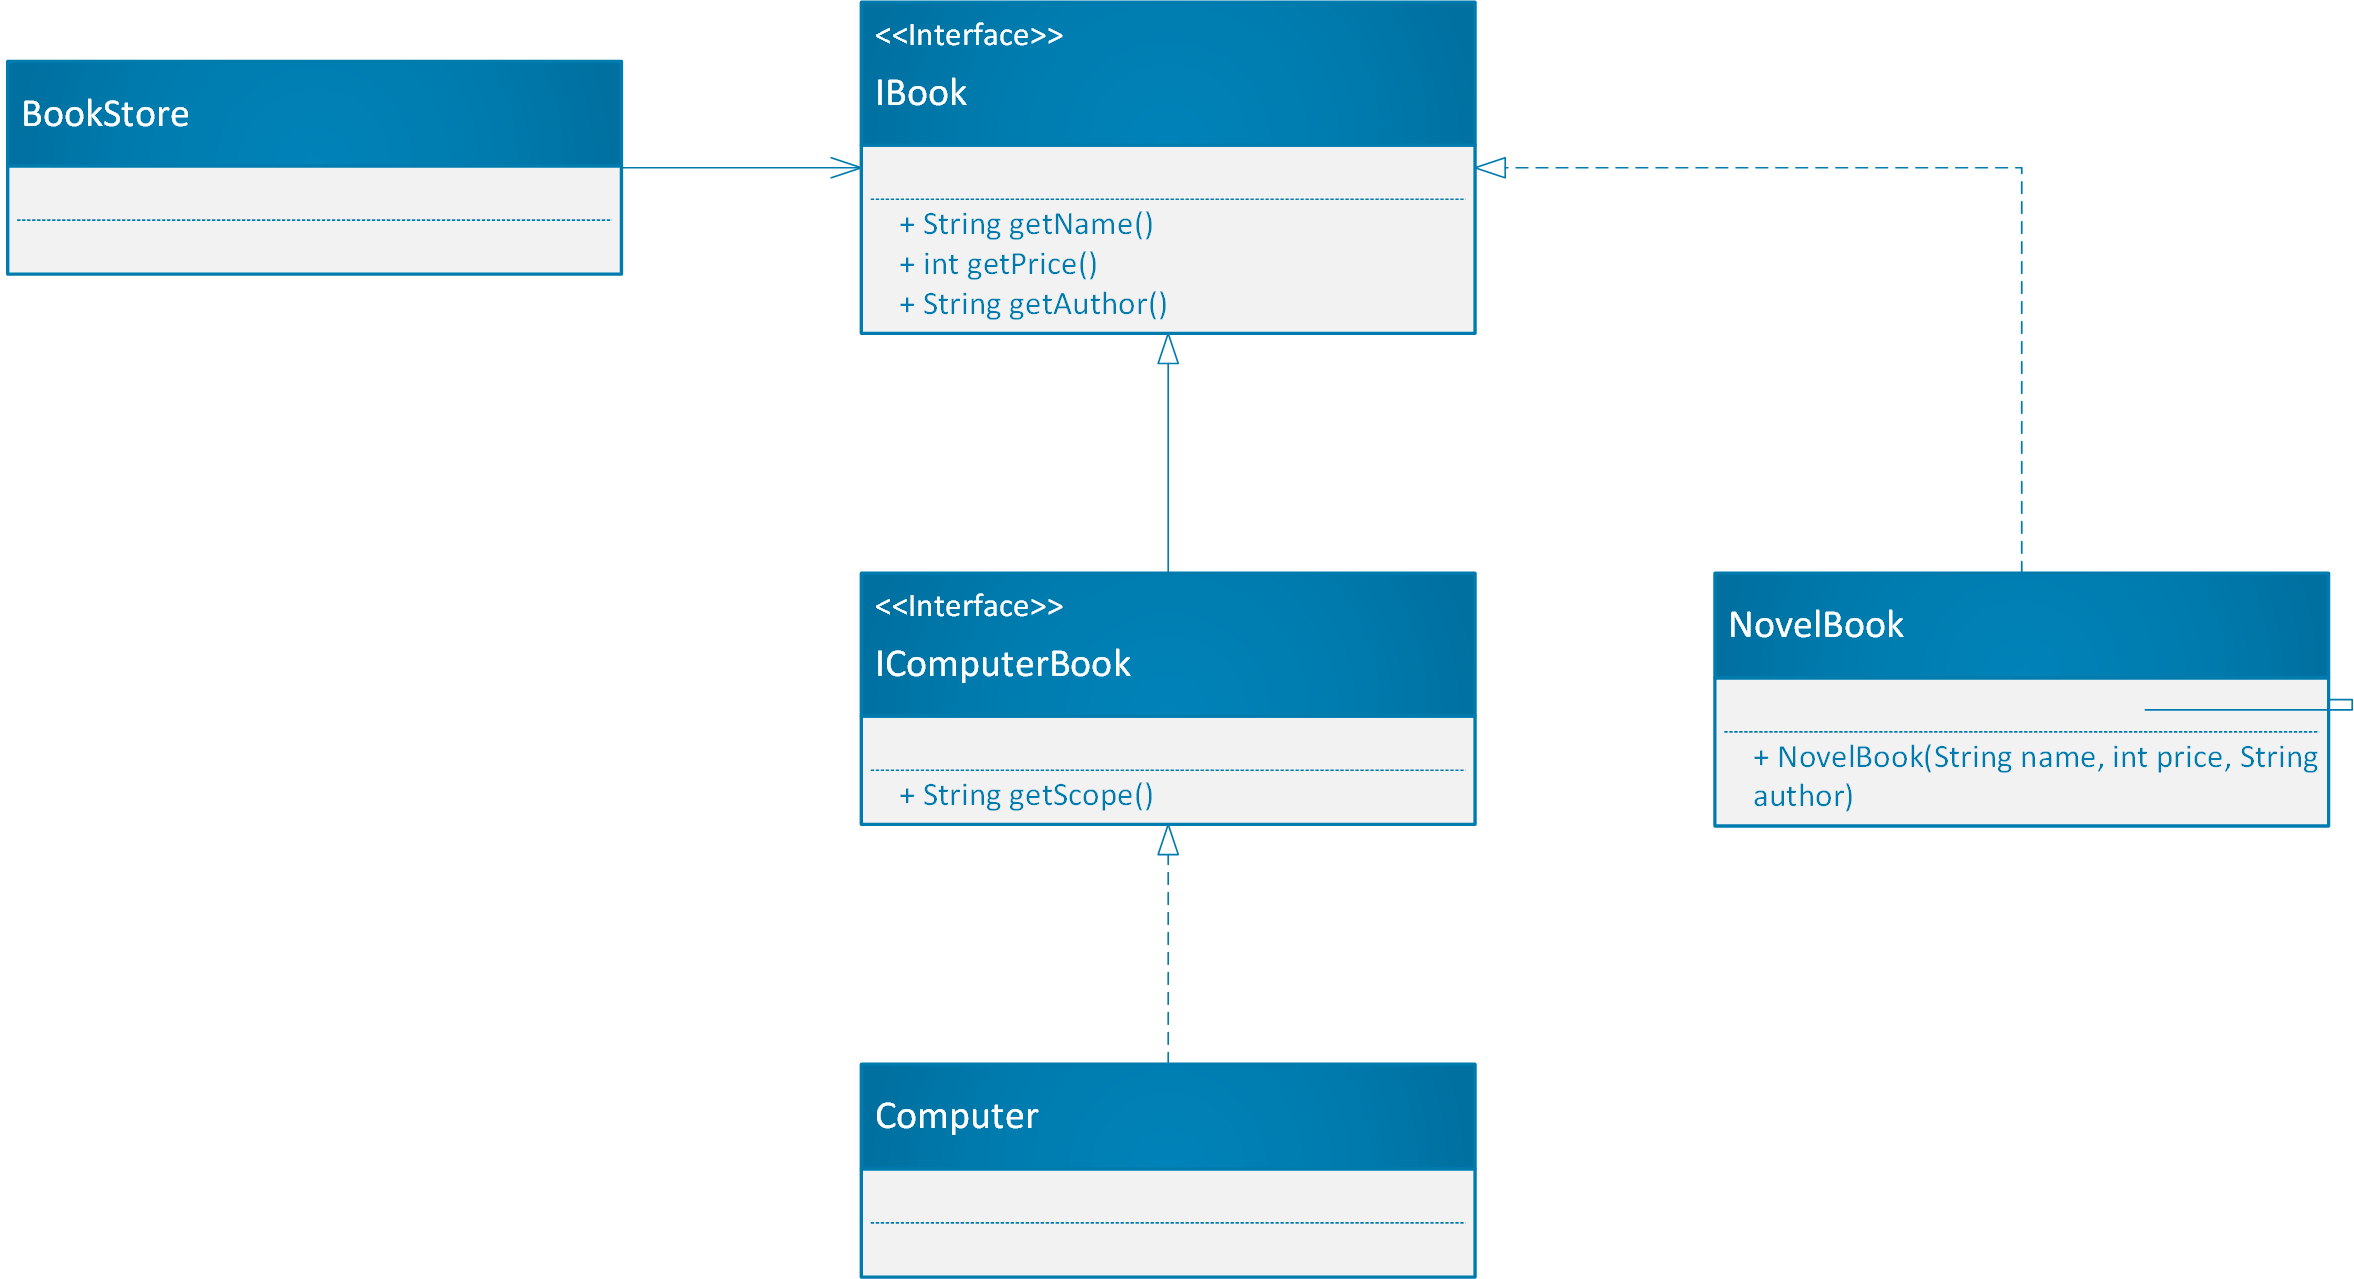 BookStore
<<Interface>>
IBook
+ String getName()
+ int getPrice()
+ String getAuthor()
<<Interface>>
IComputerBook
+ String getScope()
NovelBook
+ NovelBook(String name, int price, String
author)
Computer